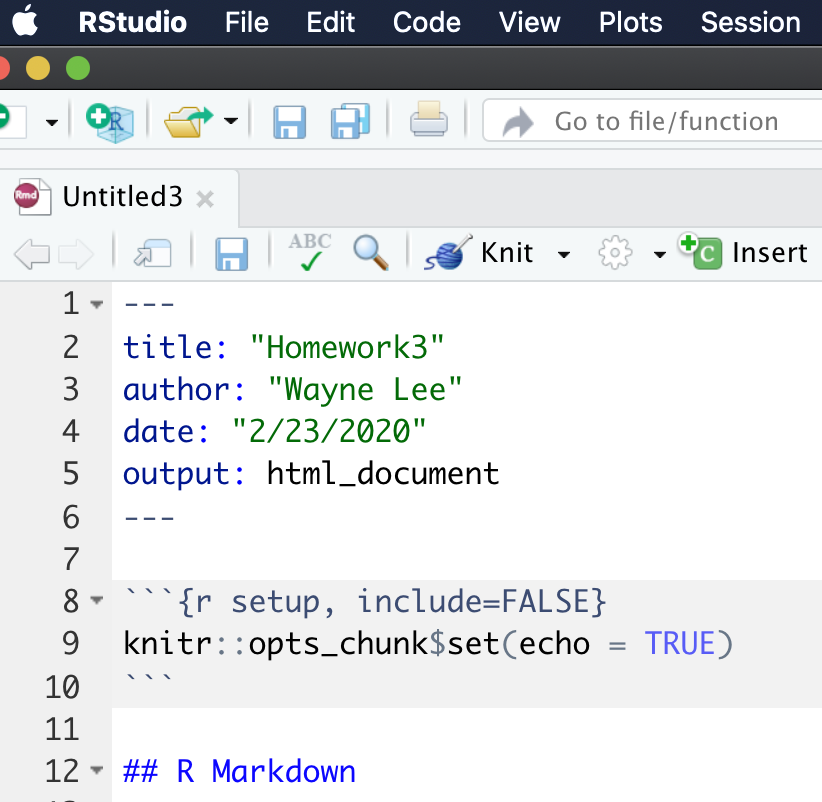 RStudio File Edit Code View Plots Session
R Go to file/function
Rmd Untitled3
ABC Knit C Insert
1 ---
2 title: "Homework3"
3 author: "Wayne Lee"
4 date: "2/23/2020"
5 output: html_document
6 ---
7
8 ```{r setup, include=FALSE}
9 knitr::opts_chunk$set(echo = TRUE)
10 ```
11
12 ## R Markdown